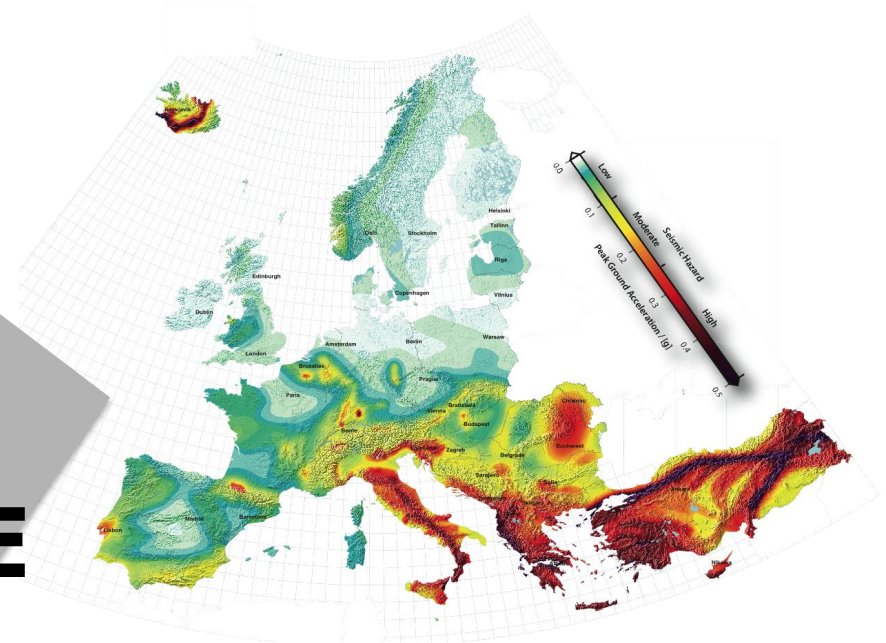 Helsinki
Tallinn
Oslo
Stockholm
Riga
Edinburgh
Copenhagen
Vilnius
Dublin
Amsterdam
Berlin
Warsaw
London
Bruxelles
Prague
Paris
Vienna
Bratislava
Budapest
Chisinau
Berne
Zagreb
Bucharest
Belgrade
Sarajevo
Sofia
Madrid
Barcelona
Lisbon
Ankara
0.0
0.1
0.2
0.3
0.4
0.5
Low
Moderate
High
Seismic Hazard
Peak Ground Acceleration / [g]